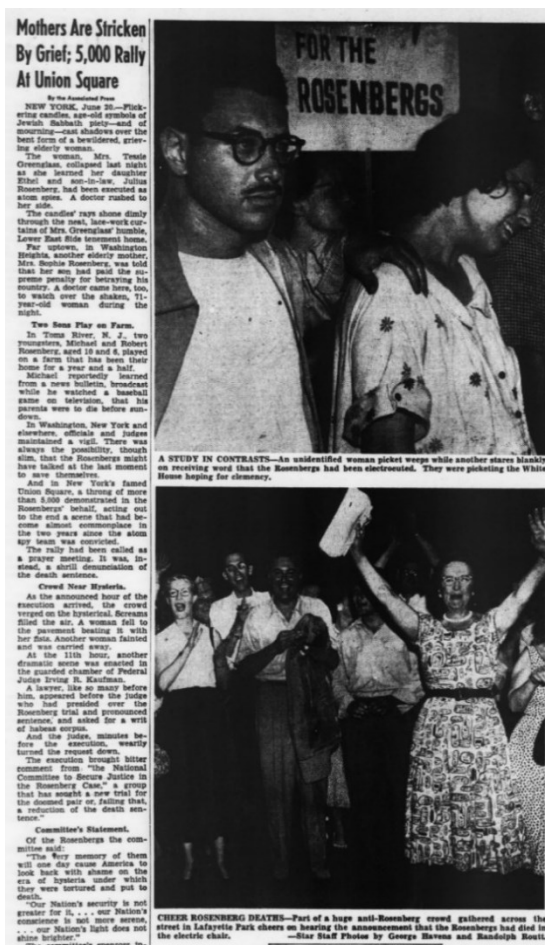 Mothers Are Stricken
By Grief; 5,000 Rally
At Union Square
By the Associated Press
NEW YORK, June 20.—Flick-
ering candles, age-old symbols of
Jewish Sabbath piety—and of
mourning—cast shadows over the
bent form of a bewildered, griev-
ing elderly woman.
The woman, Mrs. Tessie
Greenglass, collapsed last night
as she learned her daughter
Ethel and son-in-law, Julius
Rosenberg, had been executed as
atom spies. A doctor rushed to
her side.
The candles' rays shone dimly
through the neat, lace-work cur-
tains of Mrs. Greenglass' humble,
Lower East Side tenement home.
Far uptown, in Washington
Heights, another elderly mother,
Mrs. Sophie Rosenberg, was told
that her son had paid the su-
preme penalty for betraying his
country. A doctor came here, too,
to watch over the shaken, 71-
year-old woman during the
night.
Two Sons Play on Farm.
In Toms River, N. J., two
youngsters, Michael and Robert
Rosenberg, aged 10 and 6, played
on a farm that has been their
home for a year and a half.
Michael reportedly learned
from a news bulletin, broadcast
while he watched a baseball
game on television, that his
parents were to die before sun-
down.
In Washington, New York and
elsewhere, officials and judges
maintained a vigil. There was
always the possibility, though
slim, that the Rosenbergs might
have talked at the last moment
to save themselves.
And in New York's famed
Union Square, a throng of more
than 5,000 demonstrated in the
Rosenbergs' behalf, acting out
to the end a scene that had be-
come almost commonplace in
the two years since the atom
spy team was convicted.
The rally had been called as
a prayer meeting. It was, in-
stead, a shrill denunciation of
the death sentence.
Crowd Near Hysteria.
As the announced hour of the
execution arrived, the crowd
verged on the hysterical. Screams
filled the air. A woman fell to
the pavement beating it with
her fists. Another woman fainted
and was carried away.
At the 11th hour, another
dramatic scene was enacted in
the guarded chamber of Federal
Judge Irving R. Kaufman.
A lawyer, like so many before
him, appeared before the judge
who had presided over the
Rosenberg trial and pronounced
sentence, and asked for a writ
of habeas corpus.
And the judge, minutes be-
fore the execution, wearily
turned the request down.
The execution brought bitter
comment from "the National
Committee to Secure Justice in
the Rosenberg Case," a group
that has sought a new trial for
the doomed pair or, failing that,
a reduction of the death sen-
tence."
Committee's Statement.
Of the Rosenbergs the com-
mittee said:
"The very memory of them
will one day cause America to
look back with shame on the
era of hysteria under which
they were tortured and put to
death.
"Our Nation's security is not
greater for it, . . . our Nation's
conscience is not more serene,
. . . our Nation's light does not
shine brighter."
FOR THE
ROSENBERGS
A STUDY IN CONTRASTS—An unidentified woman picket weeps while another stares blankly
on receiving word that the Rosenbergs had been electrocuted. They were picketing the White
House hoping for clemency.
CHEER ROSENBERG DEATHS—Part of a huge anti-Rosenberg crowd gathered across the
street in Lafayette Park cheers on hearing the announcement that the Rosenbergs had died in
the electric chair. —Star Staff Photos by George Havens and Randolph Routt.